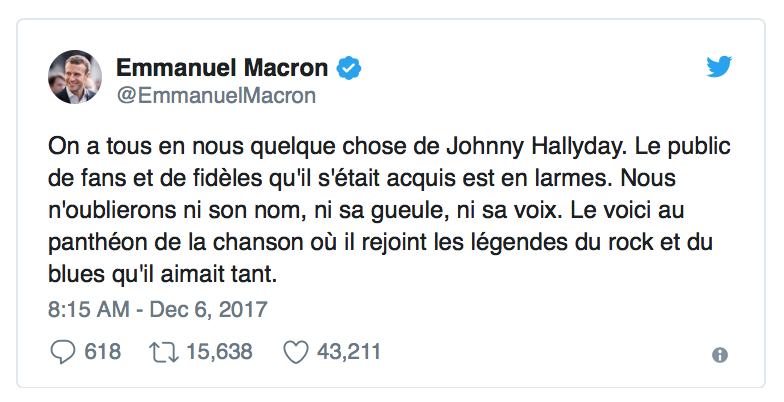 Emmanuel Macron
@EmmanuelMacron
On a tous en nous quelque chose de Johnny Hallyday. Le public
de fans et de fidèles qu'il s'était acquis est en larmes. Nous
n'oublierons ni son nom, ni sa gueule, ni sa voix. Le voici au
panthéon de la chanson où il rejoint les légendes du rock et du
blues qu'il aimait tant.
8:15 AM - Dec 6, 2017
618 15,638 43,211